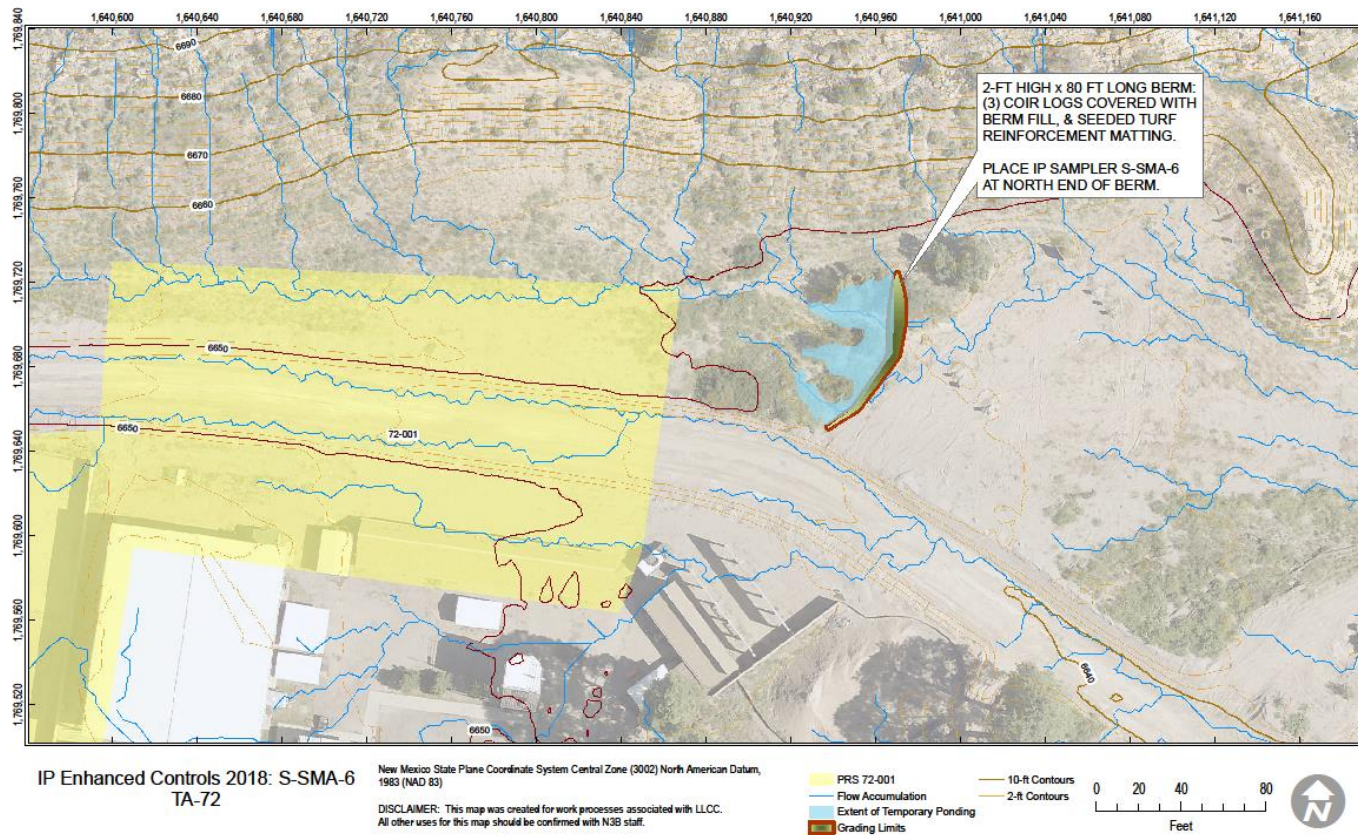 1,640,600 1,640,640 1,640,680 1,640,720 1,640,760 1,640,800 1,640,840 1,640,880 1,640,920 1,640,960 1,641,000 1,641,040 1,641,080 1,641,120 1,641,160
1,769,840
1,769,800
1,769,760
1,769,720
1,769,680
1,769,640
1,769,600
1,769,560
1,769,520
6690
6680
6670
6660
2-FT HIGH x 80 FT LONG BERM:
(3) COIR LOGS COVERED WITH
BERM FILL, & SEEDED TURF
REINFORCEMENT MATTING.
PLACE IP SAMPLER S-SMA-6
AT NORTH END OF BERM.
6650
6650
72-001
6640
6650
IP Enhanced Controls 2018: S-SMA-6
TA-72
New Mexico State Plane Coordinate System Central Zone (3002) North American Datum,
1983 (NAD 83)
DISCLAIMER: This map was created for work processes associated with LLCC.
All other uses for this map should be confirmed with N3B staff.
PRS 72-001
Flow Accumulation
Extent of Temporary Ponding
Grading Limits
10-ft Contours
2-ft Contours
0 20 40 80
Feet
N